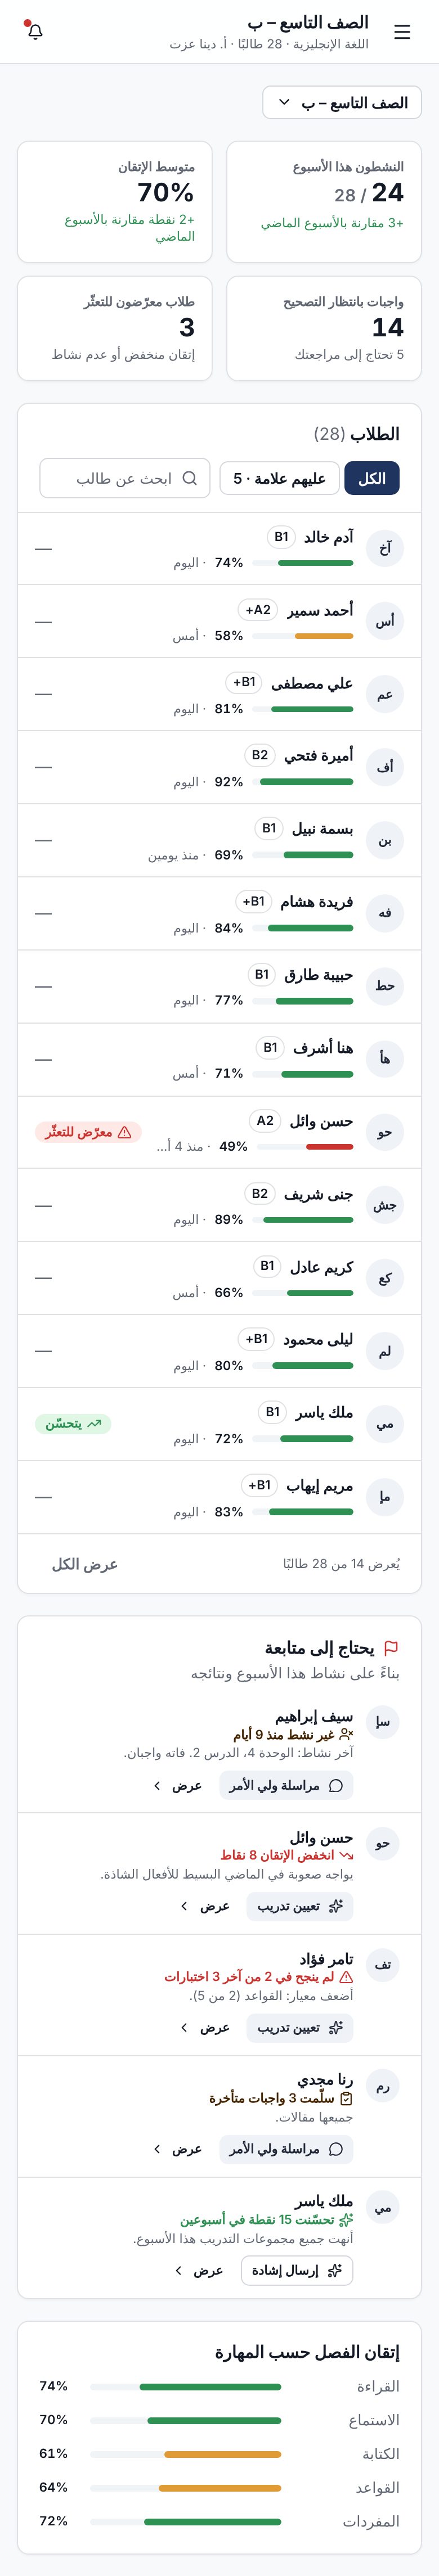 الصف التاسع – ب
اللغة الإنجليزية · 28 طالبًا · أ. دينا عزت
الصف التاسع – ب
النشطون هذا الأسبوع
24 / 28
+3 مقارنة بالأسبوع الماضي
متوسط الإتقان
70%
+2 نقطة مقارنة بالأسبوع
الماضي
واجبات بانتظار التصحيح
14
5 تحتاج إلى مراجعتك
طلاب معرّضون للتعثّر
3
إتقان منخفض أو عدم نشاط
الطلاب (28)
الكل
عليهم علامة · 5
ابحث عن طالب
آخ
آدم خالد B1
74% · اليوم
—
أس
أحمد سمير A2+
58% · أمس
—
عم
علي مصطفى B1+
81% · اليوم
—
أف
أميرة فتحي B2
92% · اليوم
—
بن
بسمة نبيل B1
69% · منذ يومين
—
فه
فريدة هشام B1+
84% · اليوم
—
حط
حبيبة طارق B1
77% · اليوم
—
هأ
هنا أشرف B1
71% · أمس
—
حو
حسن وائل A2
49% · منذ 4 أ...
معرّض للتعثّر
جش
جنى شريف B2
89% · اليوم
—
كع
كريم عادل B1
66% · أمس
—
لم
ليلى محمود B1+
80% · اليوم
—
مي
ملك ياسر B1
72% · اليوم
يتحسّن
مإ
مريم إيهاب B1+
83% · اليوم
—
يُعرض 14 من 28 طالبًا
عرض الكل
يحتاج إلى متابعة
بناءً على نشاط هذا الأسبوع ونتائجه
سإ
سيف إبراهيم
غير نشط منذ 9 أيام
آخر نشاط: الوحدة 4، الدرس 2. فاته واجبان.
مراسلة ولي الأمر
عرض
حو
حسن وائل
انخفض الإتقان 8 نقاط
يواجه صعوبة في الماضي البسيط للأفعال الشاذة.
تعيين تدريب
عرض
تف
تامر فؤاد
لم ينجح في 2 من آخر 3 اختبارات
أضعف معيار: القواعد (2 من 5).
تعيين تدريب
عرض
رم
رنا مجدي
سلّمت 3 واجبات متأخرة
جميعها مقالات.
مراسلة ولي الأمر
عرض
مي
ملك ياسر
تحسّنت 15 نقطة في أسبوعين
أنهت جميع مجموعات التدريب هذا الأسبوع.
إرسال إشادة
عرض
إتقان الفصل حسب المهارة
القراءة 74%
الاستماع 70%
الكتابة 61%
القواعد 64%
المفردات 72%